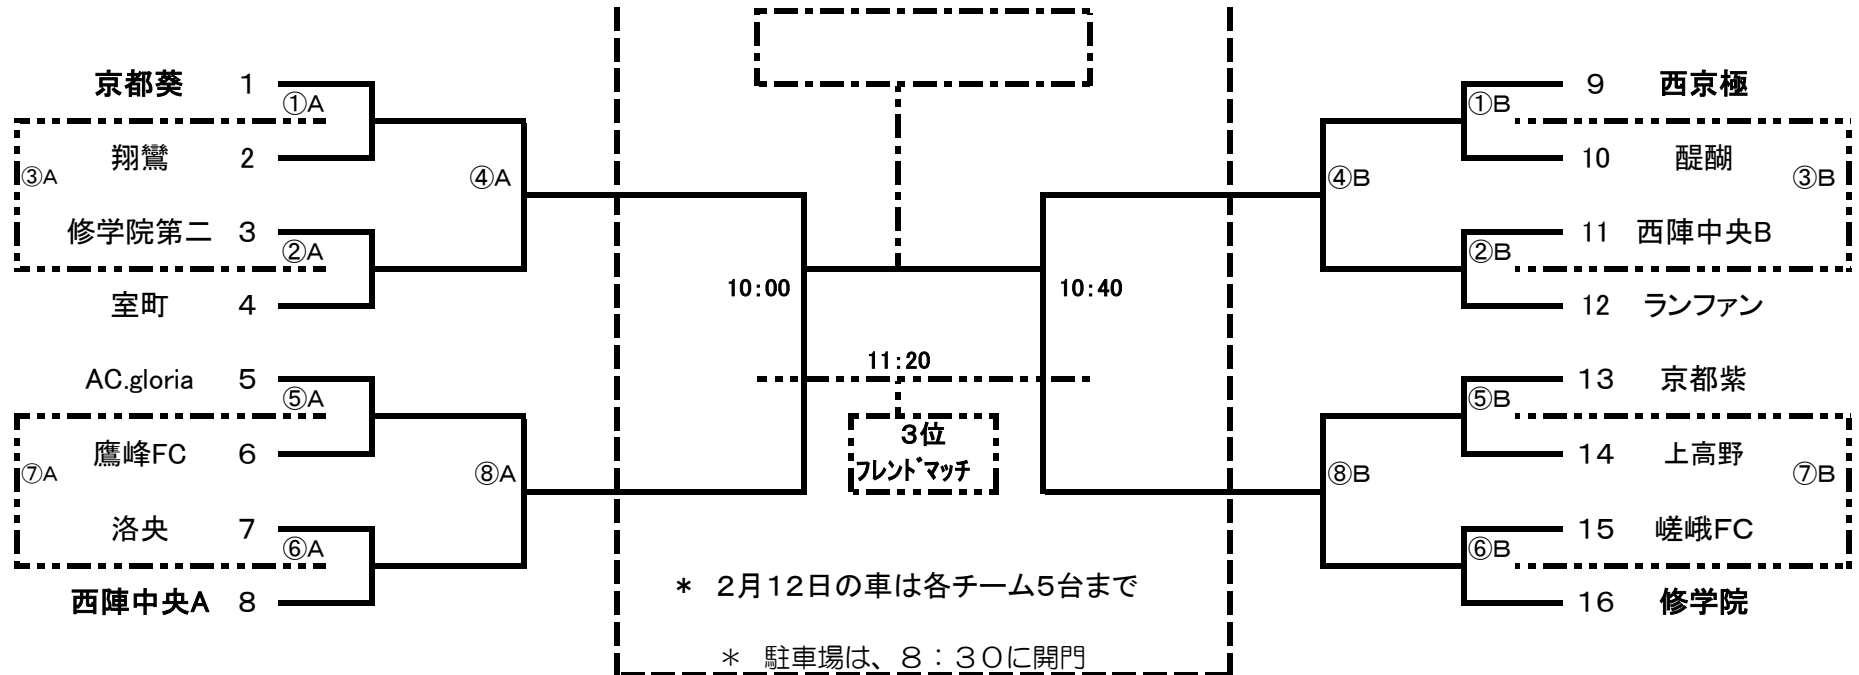 京都葵 1
①A
翔鸞 2
③A
④A
修学院第二 3
②A
室町 4
AC.gloria 5
⑤A
鷹峰FC 6
⑦A
⑧A
洛央 7
⑥A
西陣中央A 8
10:00
10:40
11:20
3位
フレンドマッチ
* 2月12日の車は各チーム5台まで
* 駐車場は、8:30に開門
9 西京極
①B
10 醍醐
④B
③B
11 西陣中央B
②B
12 ランファン
13 京都紫
⑤B
14 上高野
⑧B
⑦B
15 嵯峨FC
⑥B
16 修学院